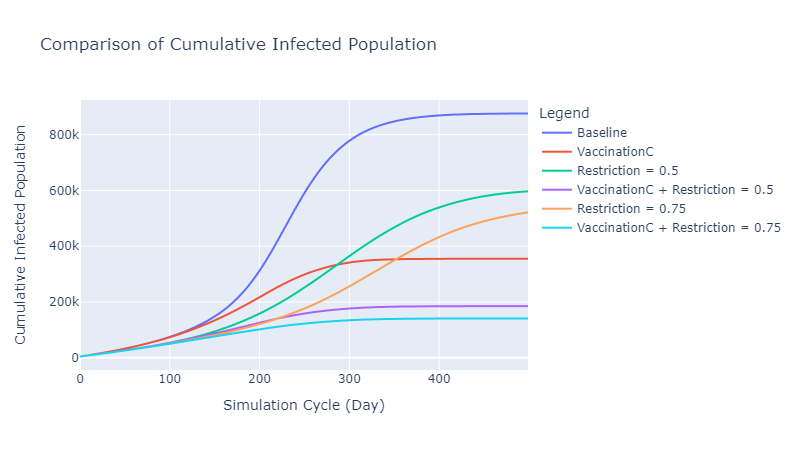 Comparison of Cumulative Infected Population
Cumulative Infected Population
800k
600k
400k
200k
0
0 100 200 300 400
Simulation Cycle (Day)
Legend
Baseline
VaccinationC
Restriction = 0.5
VaccinationC + Restriction = 0.5
Restriction = 0.75
VaccinationC + Restriction = 0.75